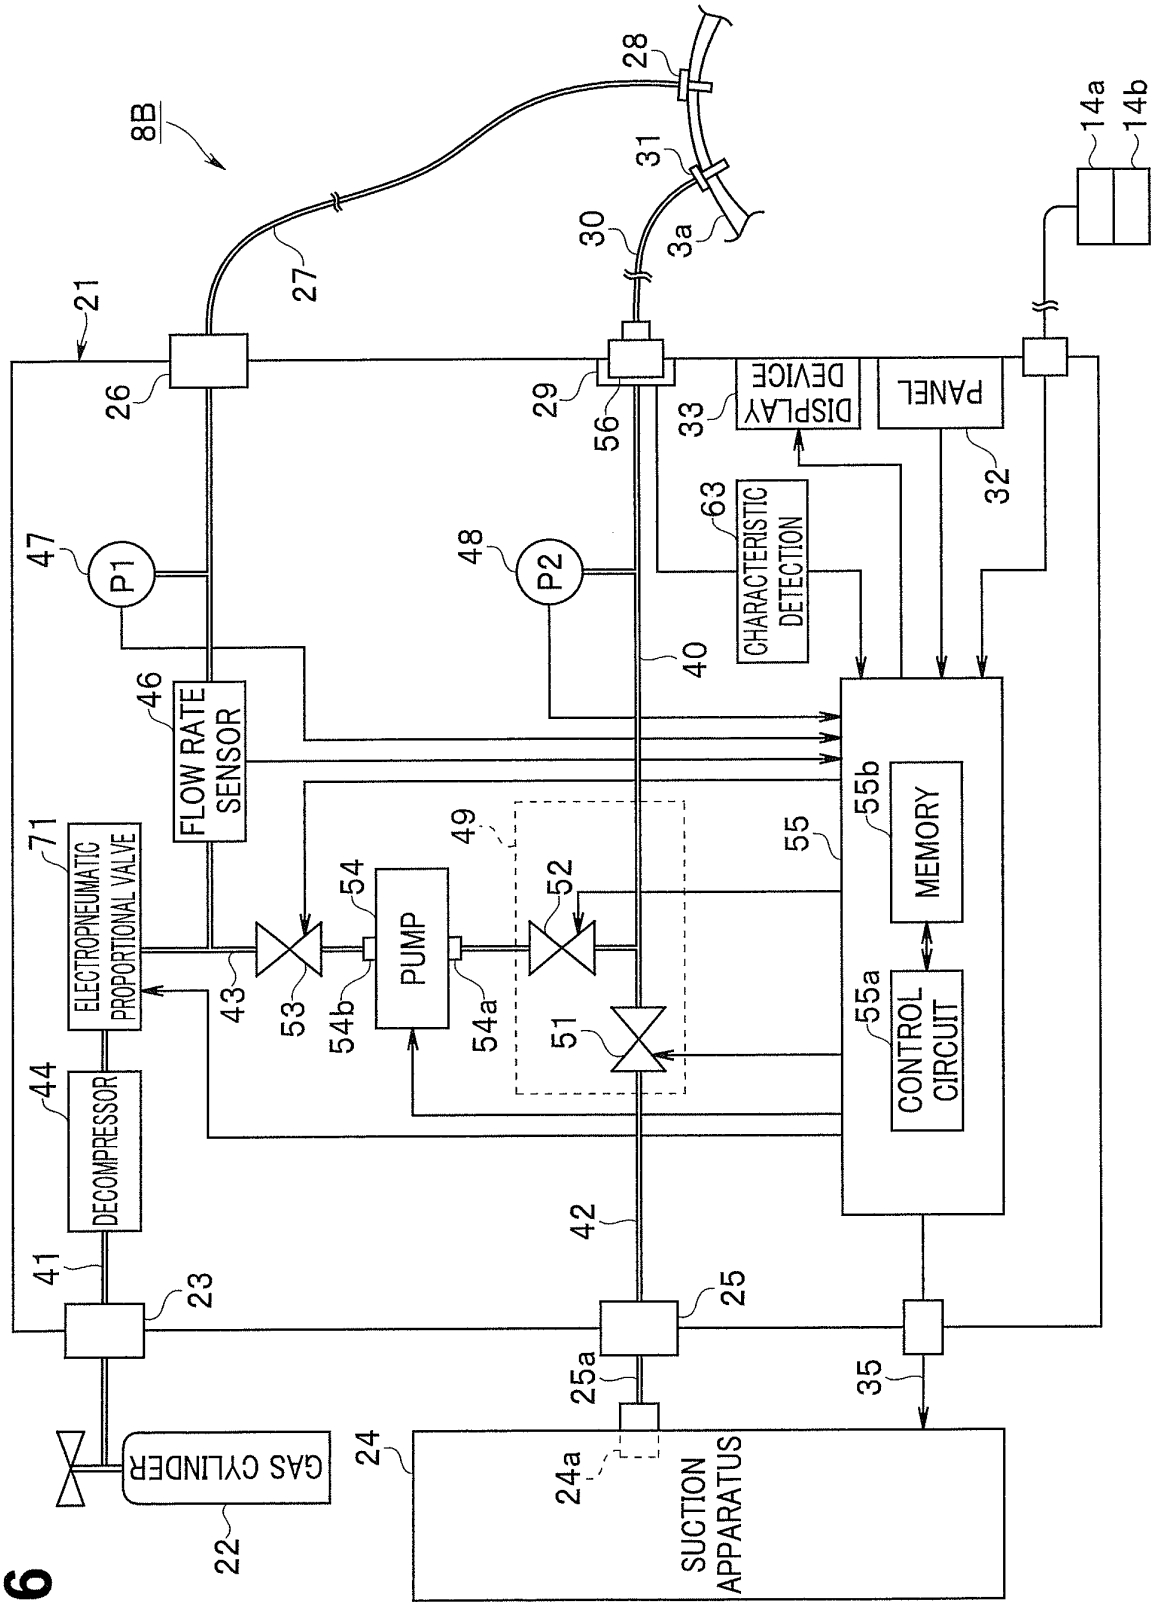 9
22
GAS CYLINDER
23
41
44
DECOMPRESSOR
71
ELECTROPNEUMATIC
PROPORTIONAL VALVE
43
46
FLOW RATE
SENSOR
47
P1
26
21
27
8B
28
53
54b
54
PUMP
54a
49
52
51
48
P2
29
56
30
31
3a
24
24a
25a
25
42
40
SUCTION
APPARATUS
63
CHARACTERISTIC
DETECTION
33
DISPLAY
DEVICE
PANEL
32
35
55
55a
CONTROL
CIRCUIT
55b
MEMORY
14a
14b